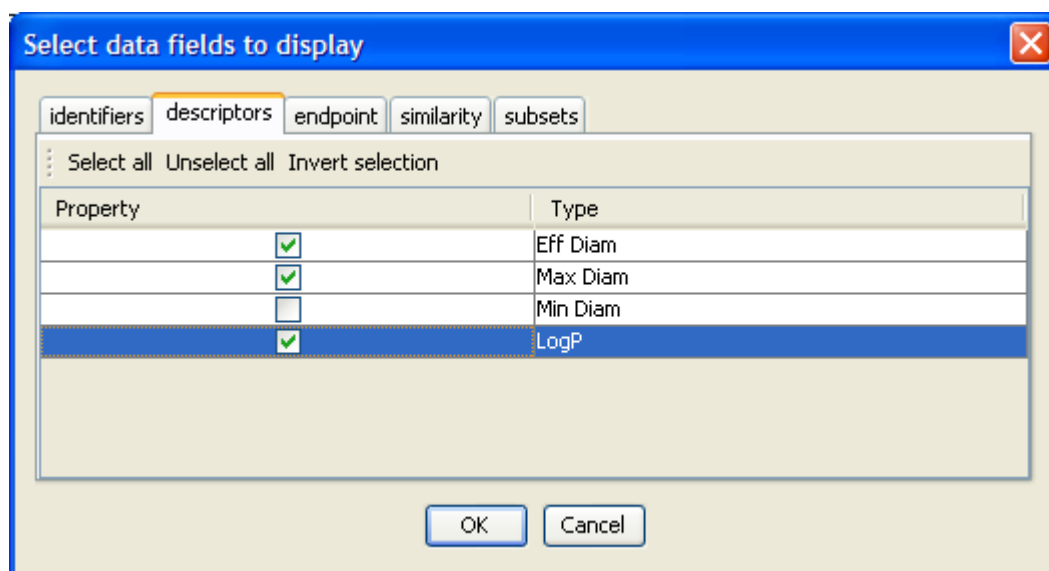 Select data fields to display
identifiers descriptors endpoint similarity subsets
Select all Unselect all Invert selection
Property Type
Eff Diam
Max Diam
Min Diam
LogP
OK Cancel